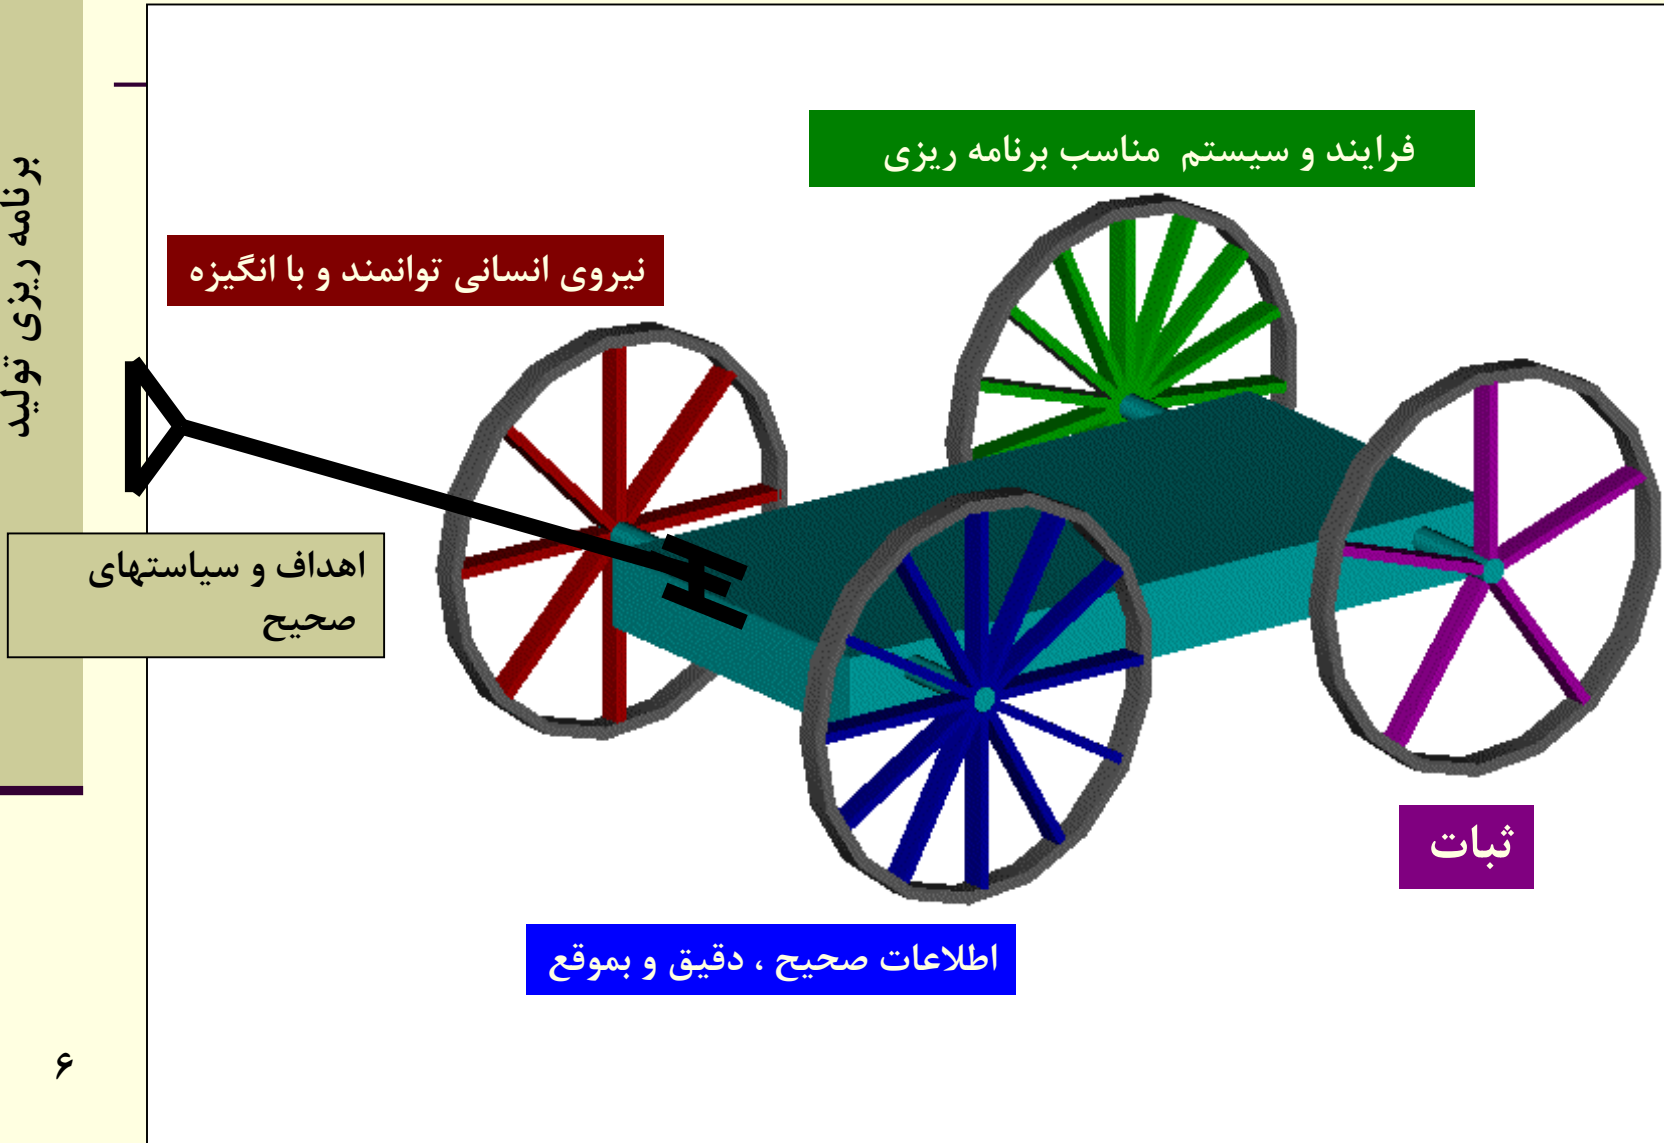 برنامه ریزی تولید
فرایند و سیستم مناسب برنامه ریزی
نیروی انسانی توانمند و با انگیزه
اهداف و سیاستهای
صحیح
ثبات
اطلاعات صحیح ، دقیق و بموقع
۶